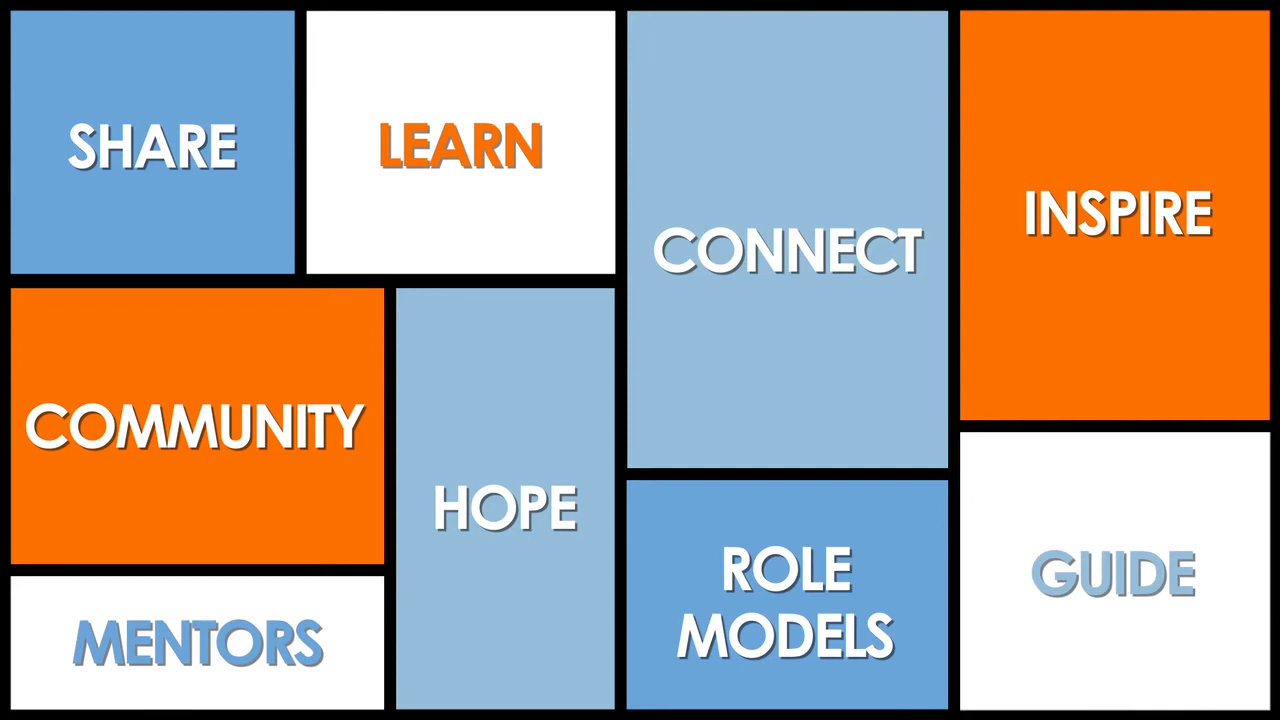 SHARE
LEARN
CONNECT
INSPIRE
COMMUNITY
HOPE
ROLE
MODELS
GUIDE
MENTORS